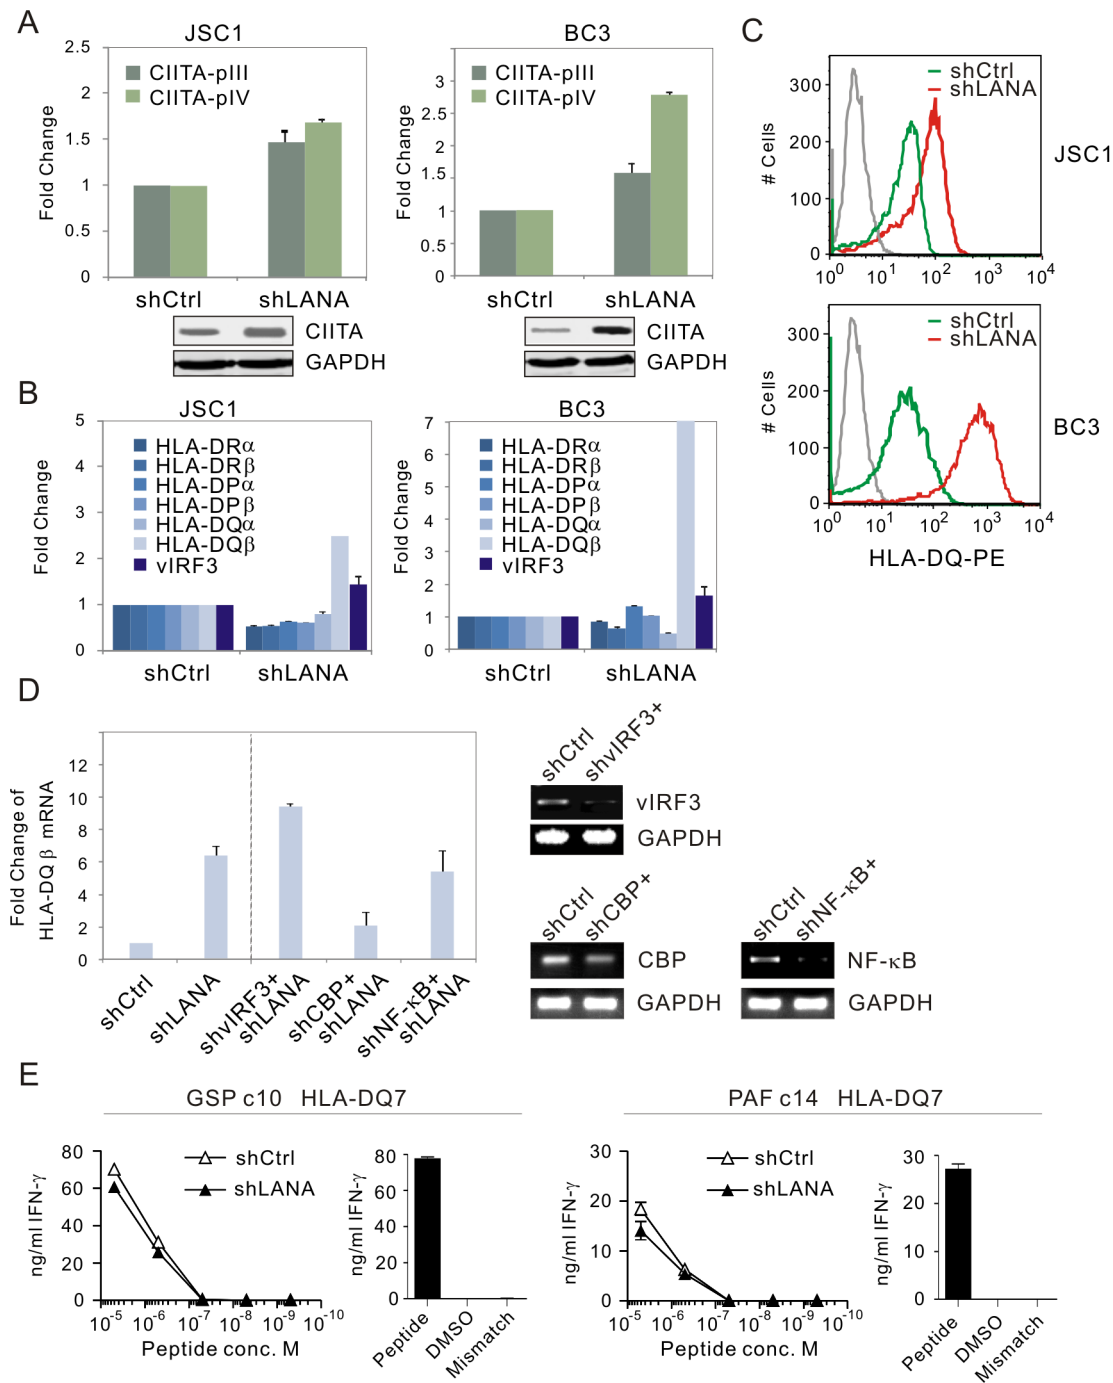 A
JSC1
2.5
2
1.5
1
0.5
0
Fold Change
CIITA-pIII
CIITA-pIV
shCtrl shLANA
CIITA
GAPDH
BC3
3
2.5
2
1.5
1
0.5
0
Fold Change
CIITA-pIII
CIITA-pIV
shCtrl shLANA
CIITA
GAPDH
B
JSC1
5
4
3
2
1
0
Fold Change
HLA-DRα
HLA-DRβ
HLA-DPα
HLA-DPβ
HLA-DQα
HLA-DQβ
vIRF3
shCtrl shLANA
BC3
7
6
5
4
3
2
1
0
Fold Change
HLA-DRα
HLA-DRβ
HLA-DPα
HLA-DPβ
HLA-DQα
HLA-DQβ
vIRF3
shCtrl shLANA
C
# Cells
300
200
100
0
shCtrl
shLANA
10^0 10^1 10^2 10^3 10^4
JSC1
# Cells
300
200
100
0
shCtrl
shLANA
10^0 10^1 10^2 10^3 10^4
BC3
HLA-DQ-PE
D
Fold Change of
HLA-DQ β mRNA
12
10
8
6
4
2
0
shCtrl
shLANA
shvIRF3+
shLANA
shCBP+
shLANA
shNF-κB+
shLANA
shCtrl
shvIRF3+
vIRF3
GAPDH
shCtrl
shCBP+
CBP
GAPDH
shCtrl
shNF-κB+
NF-κB
GAPDH
E
GSP c10 HLA-DQ7
ng/ml IFN-γ
80
60
40
20
0
shCtrl
shLANA
10^-5 10^-6 10^-7 10^-8 10^-9 10^-10
Peptide conc. M
ng/ml IFN-γ
80
60
40
20
0
Peptide
DMSO
Mismatch
PAF c14 HLA-DQ7
ng/ml IFN-γ
30
20
10
0
shCtrl
shLANA
10^-5 10^-6 10^-7 10^-8 10^-9 10^-10
Peptide conc. M
ng/ml IFN-γ
30
20
10
0
Peptide
DMSO
Mismatch